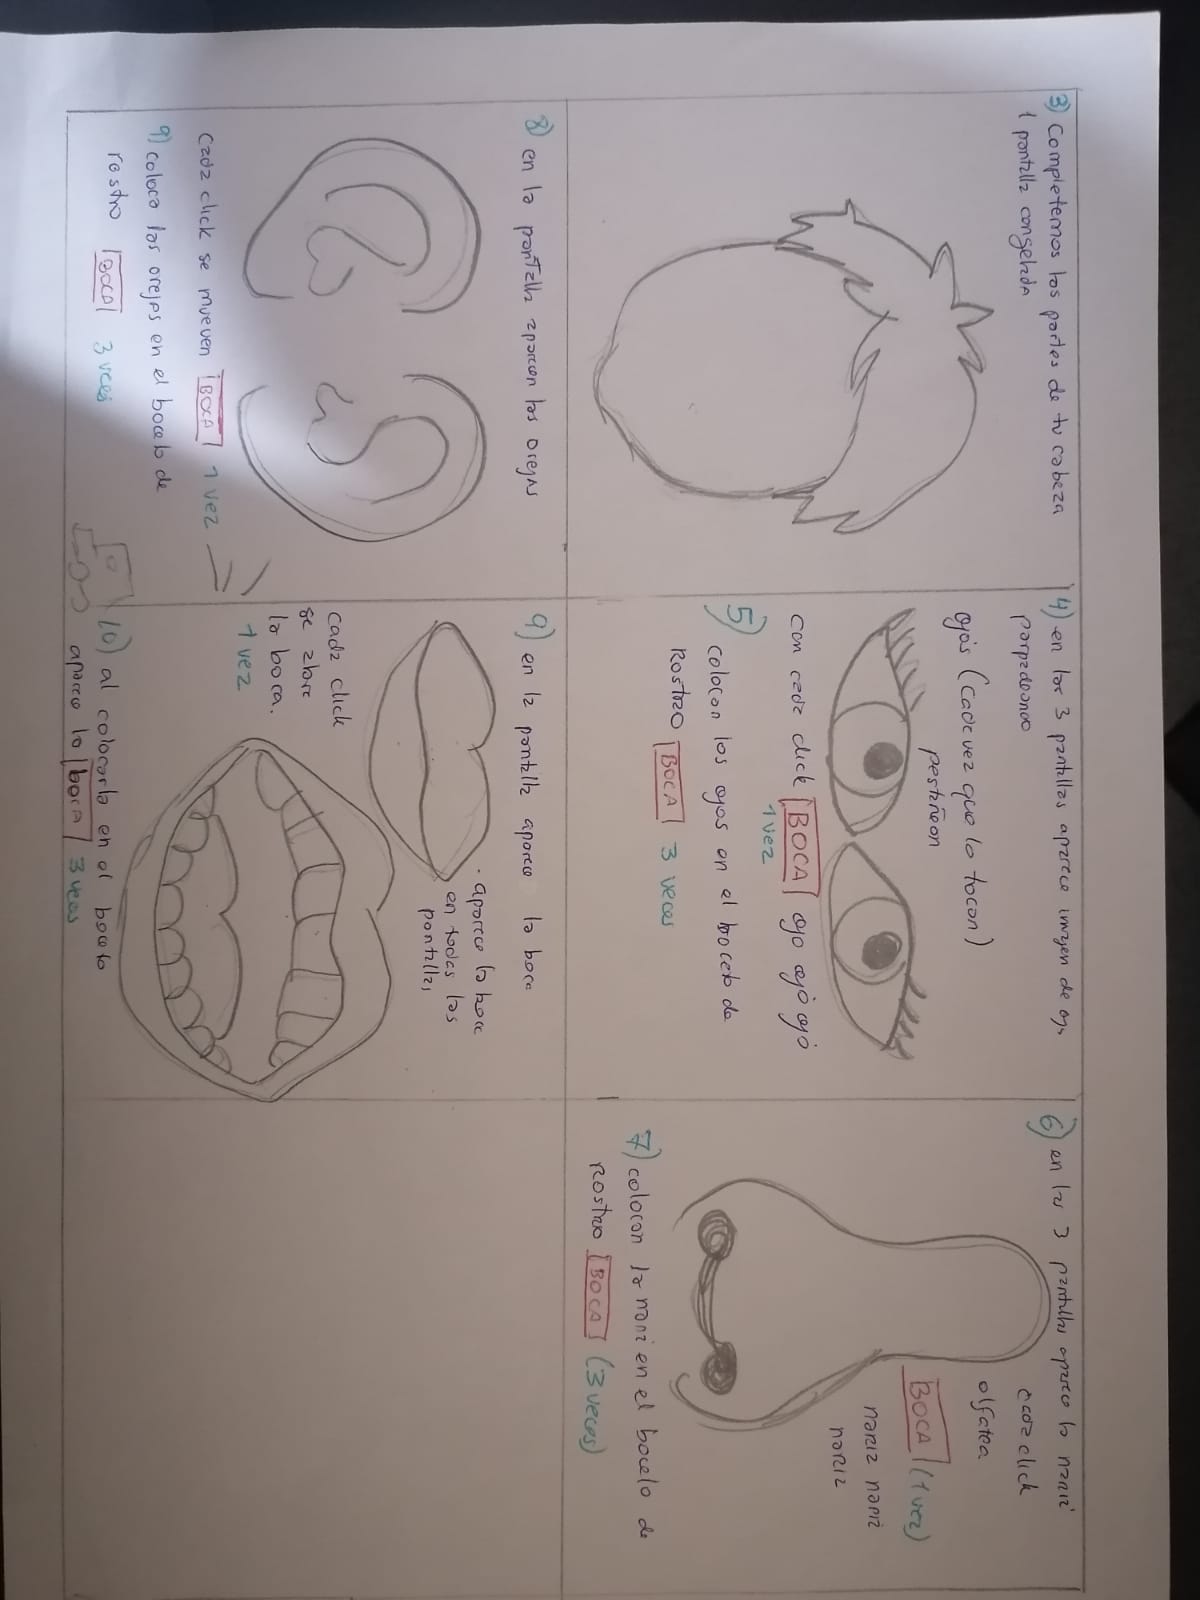 3) Completemos las partes de tu cabeza
1 pantalla congelada
4) en las 3 pantallas aparece imagen de ojos
parpadeando
ojos (cada vez que lo tocan)
pestañean
con cada click BOCA ojo ojo ojo
1 vez
5) colocan los ojos en el boceto de
Rostro BOCA 3 veces
6) en las 3 pantallas aparece la nariz
cada click
olfatea
BOCA (1 vez)
nariz nariz
nariz
7) colocan la nariz en el boceto de
Rostro BOCA (3 veces)
8) en la pantalla aparecen las orejas
cada click se mueven BOCA 1 vez
9) coloca las orejas en el boceto de
rostro BOCA 3 veces
9) en la pantalla aparece la boca
. aparece la boca
en todas las
pantallas
cada click
se abre
la boca.
1 vez
10) al colocarla en el boceto
aparece la boca 3 veces